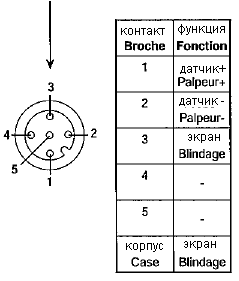 3
4
2
5
1
контакт функция
Broche Fonction
1 датчик+
Palpeur+
2 датчик -
Palpeur-
3 экран
Blindage
4 -
5 -
корпус экран
Case Blindage